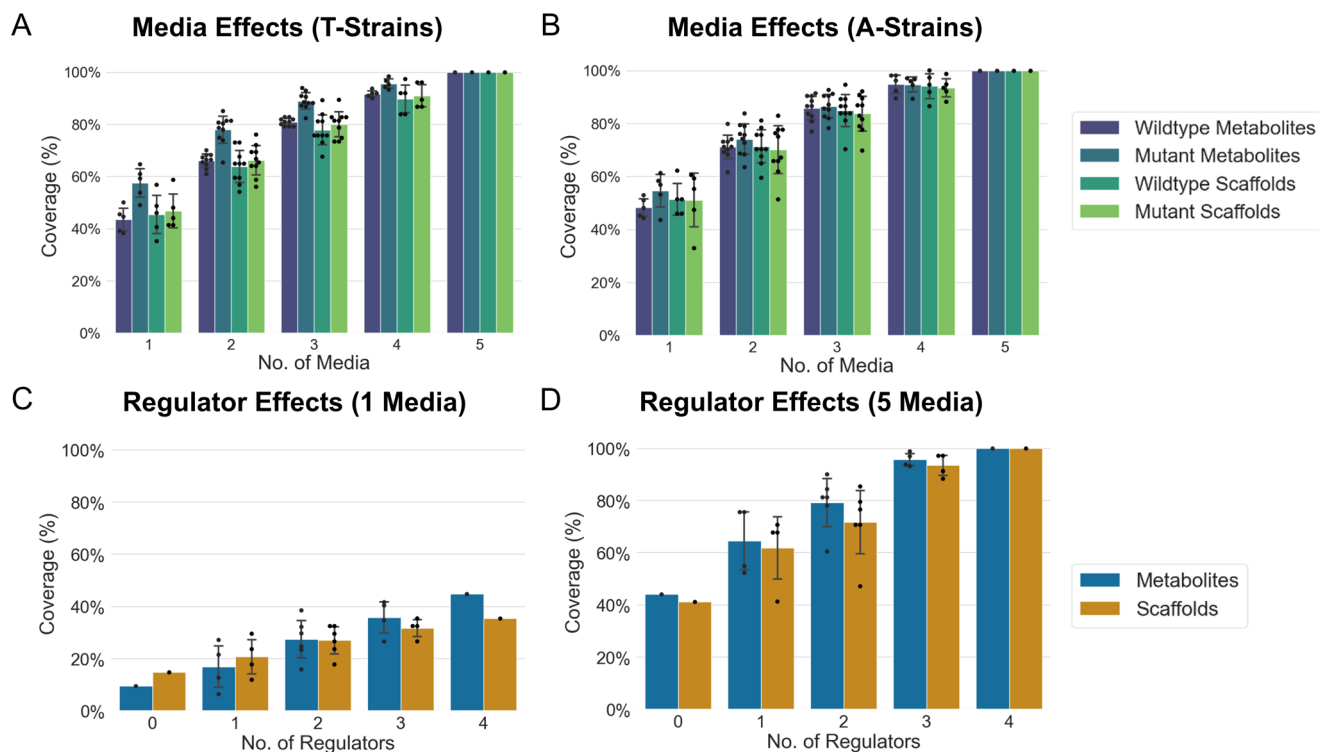 A
Media Effects (T-Strains)
100%
80%
60%
40%
20%
0%
Coverage (%)
1 2 3 4 5
No. of Media
B
Media Effects (A-Strains)
100%
80%
60%
40%
20%
0%
Coverage (%)
1 2 3 4 5
No. of Media
Wildtype Metabolites
Mutant Metabolites
Wildtype Scaffolds
Mutant Scaffolds
C
Regulator Effects (1 Media)
100%
80%
60%
40%
20%
0%
Coverage (%)
0 1 2 3 4
No. of Regulators
D
Regulator Effects (5 Media)
100%
80%
60%
40%
20%
0%
Coverage (%)
0 1 2 3 4
No. of Regulators
Metabolites
Scaffolds